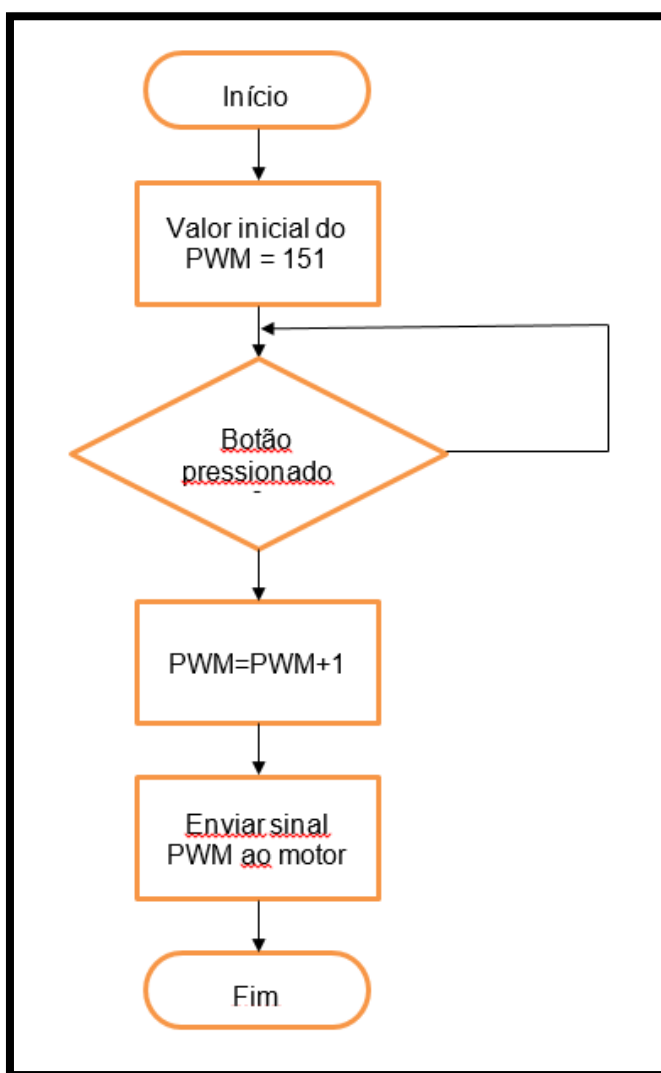 Início
Valor inicial do
PWM = 151
Botão
pressionado
PWM=PWM+1
Enviar sinal
PWM ao motor
Fim